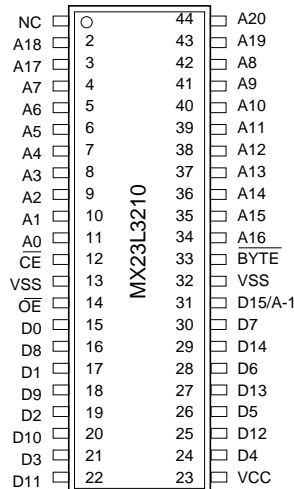 NC 44 A20
A18 2 43 A19
A17 3 42 A8
A7 4 41 A9
A6 5 40 A10
A5 6 39 A11
A4 7 38 A12
A3 8 37 A13
A2 9 36 A14
A1 10 35 A15
A0 11 34 A16
CE 12 33 BYTE
VSS 13 32 VSS
OE 14 31 D15/A-1
D0 15 30 D7
D8 16 29 D14
D1 17 28 D6
D9 18 27 D13
D2 19 26 D5
D10 20 25 D12
D3 21 24 D4
D11 22 23 VCC
MX23L3210